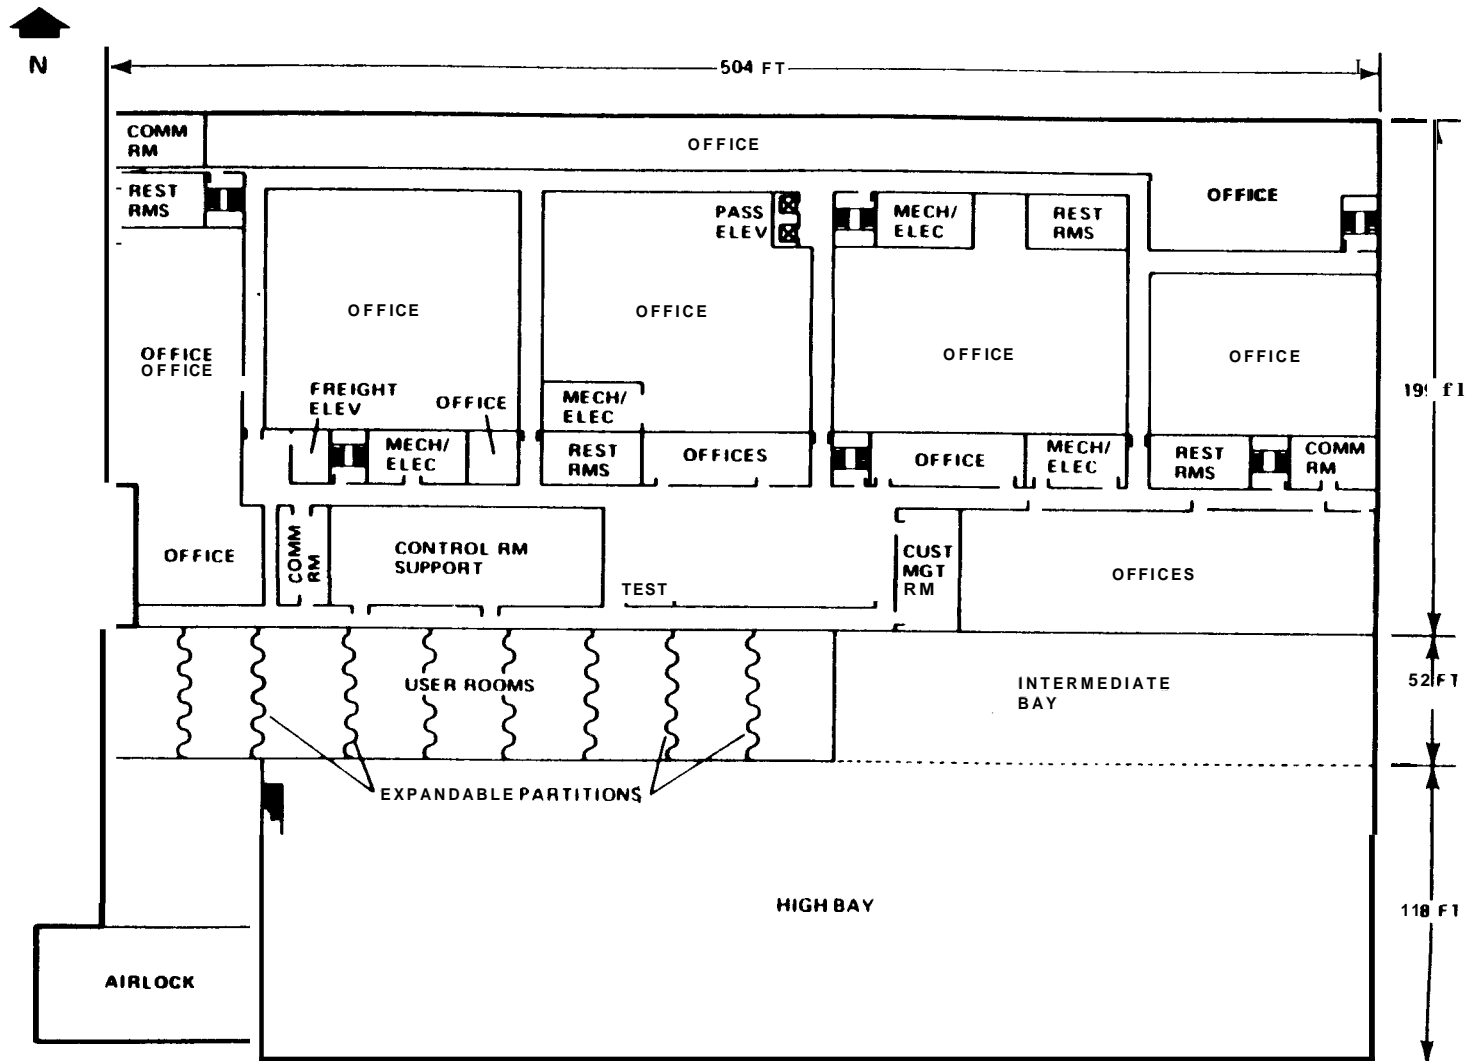 N
504 FT
COMM
RM
OFFICE
REST
RMS
OFFICE
PASS
ELEV
MECH/
ELEC
REST
RMS
OFFICE
OFFICE
OFFICE
OFFICE
OFFICE
OFFICE
OFFICE
FREIGHT
ELEV
OFFICE
MECH/
ELEC
MECH/
ELEC
REST
RMS
OFFICES
OFFICE
MECH/
ELEC
REST
RMS
COMM
RM
OFFICE
COMM
RM
CONTROL RM
SUPPORT
TEST
CUST
MGT
RM
OFFICES
USER ROOMS
INTERMEDIATE
BAY
52 FT
EXPANDABLE PARTITIONS
HIGH BAY
118 FT
AIRLOCK